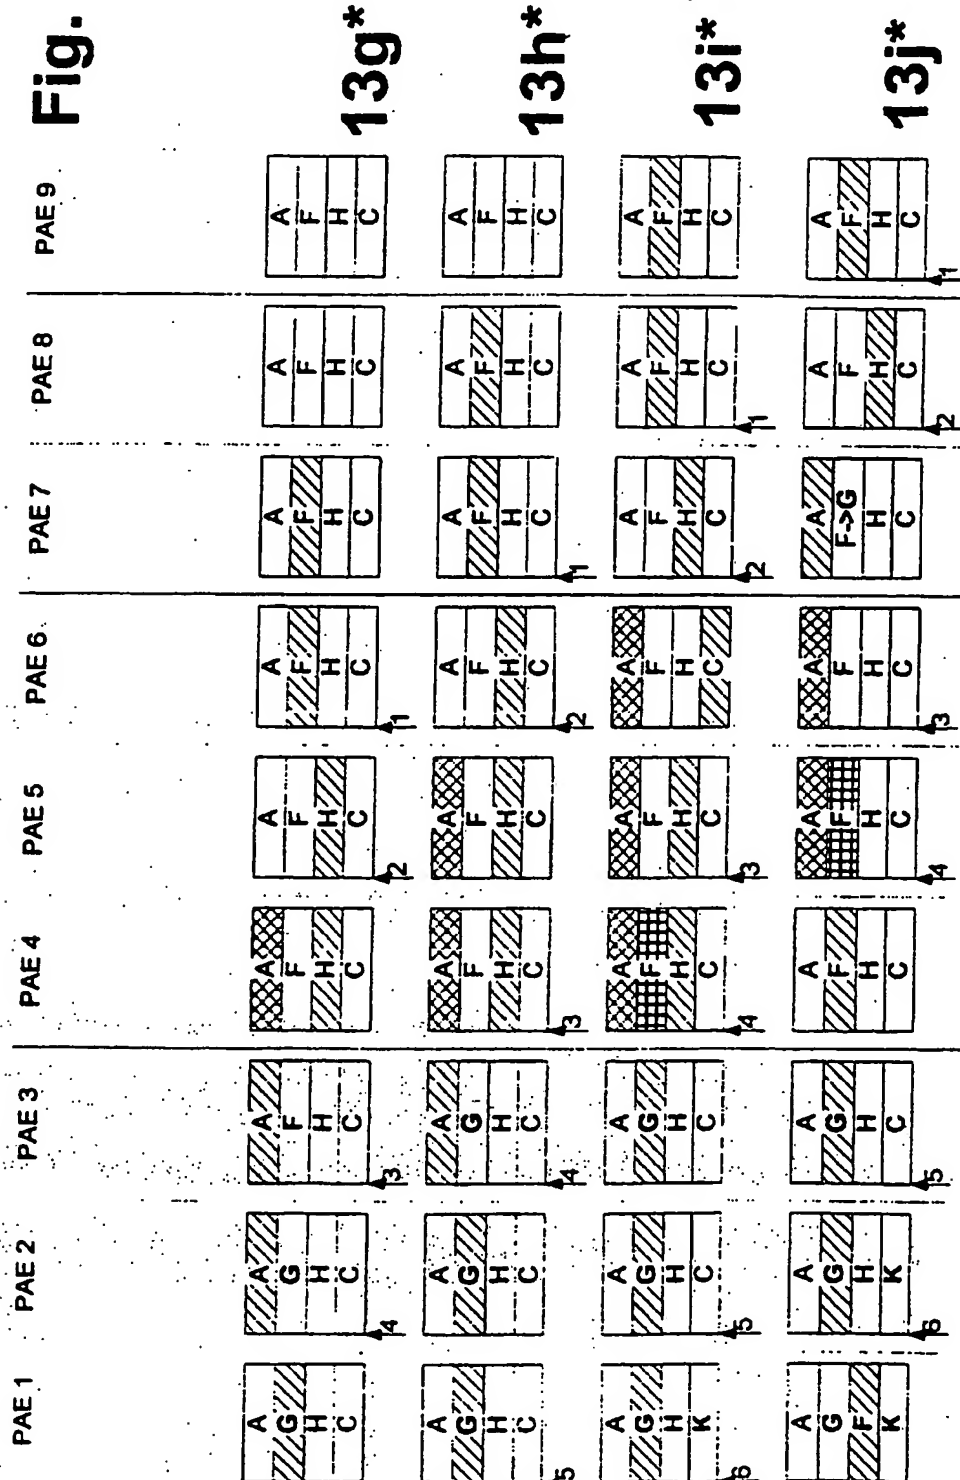 PAE 1 PAE 2 PAE 3 PAE 4 PAE 5 PAE 6 PAE 7 PAE 8 PAE 9 Fig.
A A A A A A A A A
G G F F F F F F F
H H H H H H H H H
C C C C C C C C C
4 3 2 1
13g*
A A A A A A A A A
G G G F F F F F F
H H H H H H H H H
C C C C C C C C C
5 4 3 2 1
13h*
A A A A A A A A A
G G G F F F F F F
H H H H H H H H H
K C C C C C C C C
6 5 4 3 2 1
13i*
A A A A A A A A A
G G G F F F F->G F F
F H H H H H H H H
K K C C C C C C C
6 5 4 3 2 1
13j*